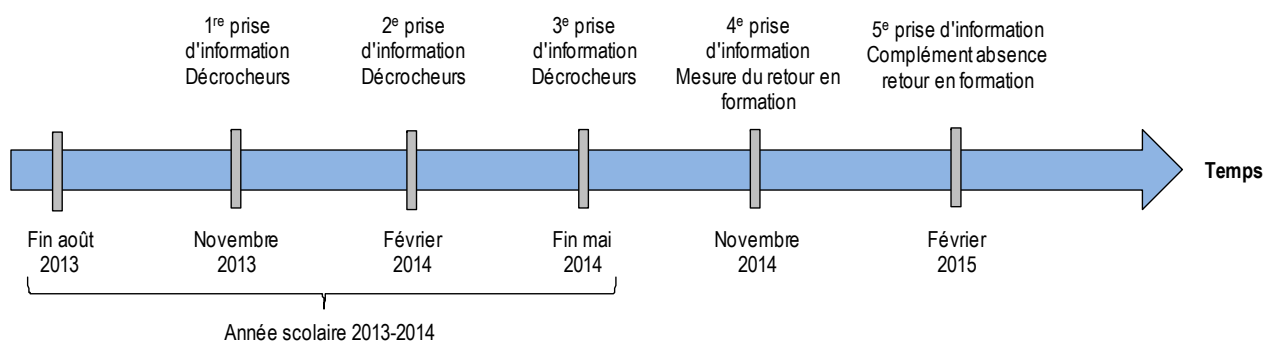 1re prise
d'information
Décrocheurs
2e prise
d'information
Décrocheurs
3e prise
d'information
Décrocheurs
4e prise
d'information
Mesure du retour en
formation
5e prise d'information
Complément absence
retour en formation
Temps
Fin août
2013
Novembre
2013
Février
2014
Fin mai
2014
Novembre
2014
Février
2015
Année scolaire 2013-2014